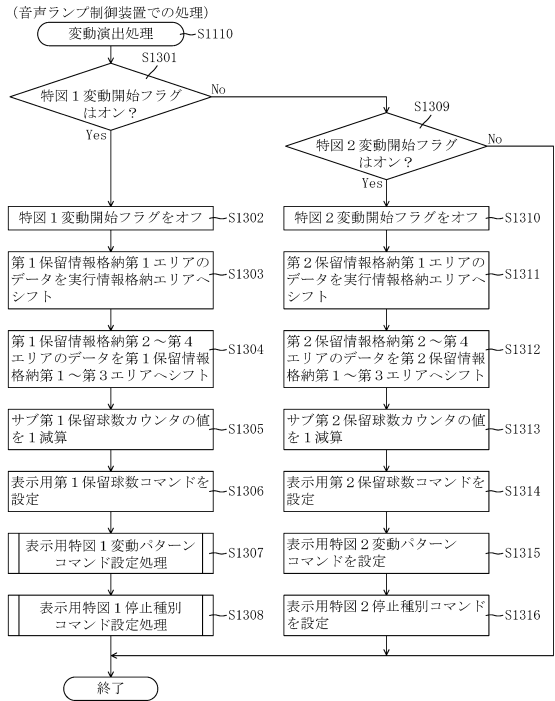 （音声ランプ制御装置での処理）
変動演出処理
S1110
S1301
特図１変動開始フラグ
はオン？
No
Yes
S1309
特図２変動開始フラグ
はオン？
No
Yes
特図１変動開始フラグをオフ
S1302
第１保留情報格納第１エリアの
データを実行情報格納エリアへ
シフト
S1303
第１保留情報格納第２～第４
エリアのデータを第１保留情報
格納第１～第３エリアへシフト
S1304
サブ第１保留球数カウンタの値
を１減算
S1305
表示用第１保留球数コマンドを
設定
S1306
表示用特図１変動パターン
コマンド設定処理
S1307
表示用特図１停止種別
コマンド設定処理
S1308
特図２変動開始フラグをオフ
S1310
第２保留情報格納第１エリアの
データを実行情報格納エリアへ
シフト
S1311
第２保留情報格納第２～第４
エリアのデータを第２保留情報
格納第１～第３エリアへシフト
S1312
サブ第２保留球数カウンタの値
を１減算
S1313
表示用第２保留球数コマンドを
設定
S1314
表示用特図２変動パターン
コマンドを設定
S1315
表示用特図２停止種別コマンド
を設定
S1316
終了